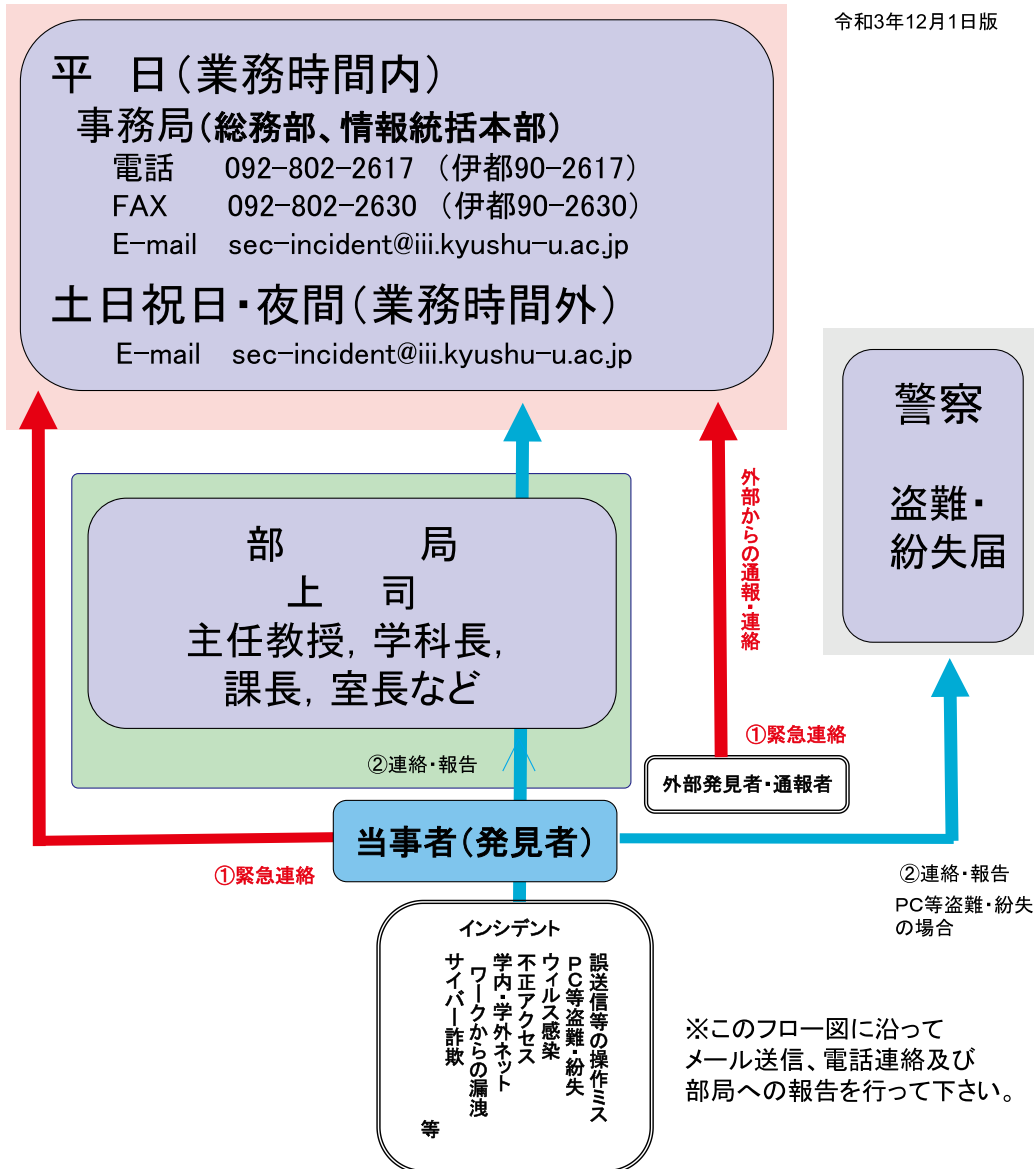 令和3年12月1日版
平　日(業務時間内)
事務局(総務部、情報統括本部)
電話　092-802-2617 (伊都90-2617)
FAX　092-802-2630 (伊都90-2630)
E-mail　sec-incident@iii.kyushu-u.ac.jp
土日祝日・夜間(業務時間外)
E-mail　sec-incident@iii.kyushu-u.ac.jp
警察
盗難・
紛失届
外部からの通報・連絡
部　　局
上　司
主任教授, 学科長,
課長, 室長など
①緊急連絡
②連絡・報告
外部発見者・通報者
当事者(発見者)
①緊急連絡
②連絡・報告
PC等盗難・紛失
の場合
インシデント
誤送信等の操作ミス
PC等盗難・紛失
ウィルス感染
不正アクセス
学内・学外ネット
ワークからの漏洩
サイバー詐欺
等
※このフロー図に沿って
メール送信、電話連絡及び
部局への報告を行って下さい。